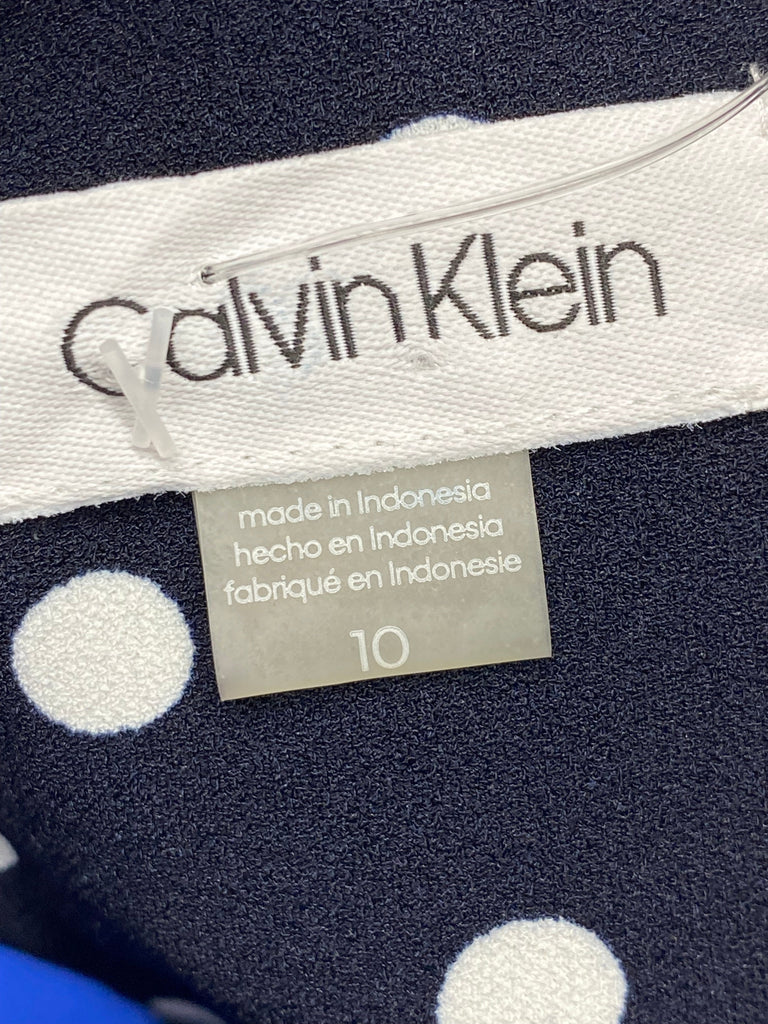 Calvin Klein
made in Indonesia
hecho en Indonesia
fabriqué en Indonesie
10